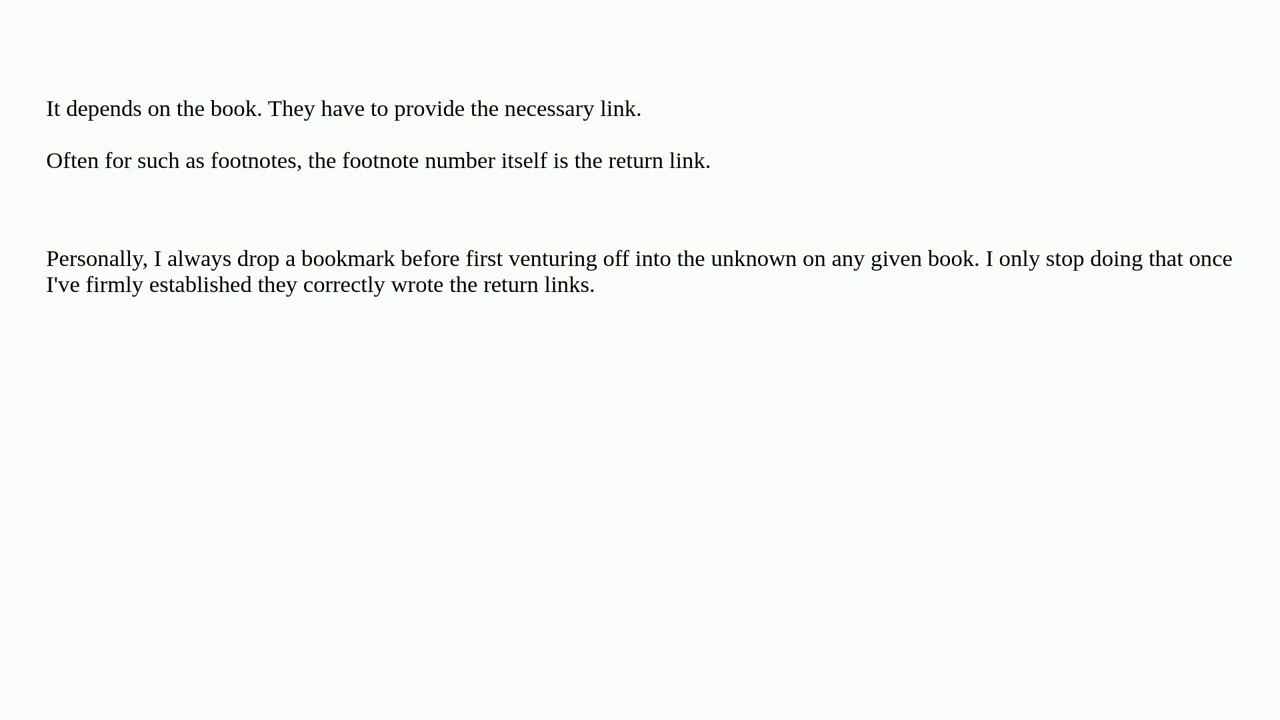 It depends on the book. They have to provide the necessary link.
Often for such as footnotes, the footnote number itself is the return link.
Personally, I always drop a bookmark before first venturing off into the unknown on any given book. I only stop doing that once
I've firmly established they correctly wrote the return links.